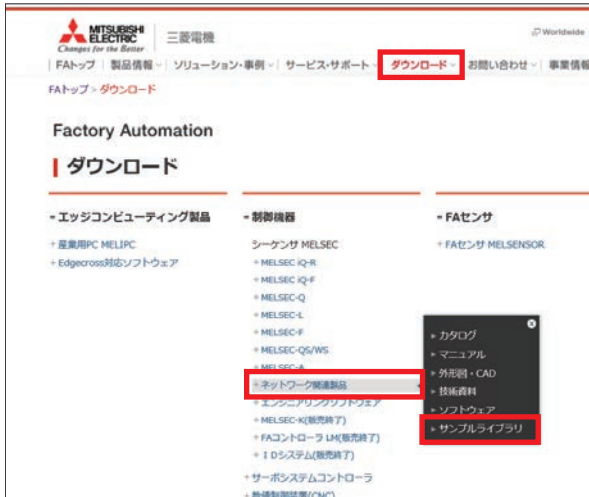 MITSUBISHI
ELECTRIC
Changes for the Better
三菱電機
Worldwide
FAトップ 製品情報 ソリューション・事例 サービス・サポート ダウンロード お問い合わせ 事業情報
FAトップ > ダウンロード
Factory Automation
ダウンロード
- エッジコンピューティング製品
+ 産業用PC MELIPC
+ Edgecross対応ソフトウェア
- 制御機器
シーケンサ MELSEC
+ MELSEC iQ-R
+ MELSEC iQ-F
+ MELSEC-Q
+ MELSEC-L
+ MELSEC-F
+ MELSEC-QS/WS
+ MELSEC-A
+ ネットワーク関連製品
+ エンジニアリングソフトウェア
+ MELSEC-K(販売終了)
+ FAコントローラ LM(販売終了)
+ IDシステム(販売終了)
+ サーボシステムコントローラ
+ 数値制御装置(CNC)
- FAセンサ
+ FAセンサ MELSENSOR
カタログ
マニュアル
外形図・CAD
技術資料
ソフトウェア
サンプルライブラリ